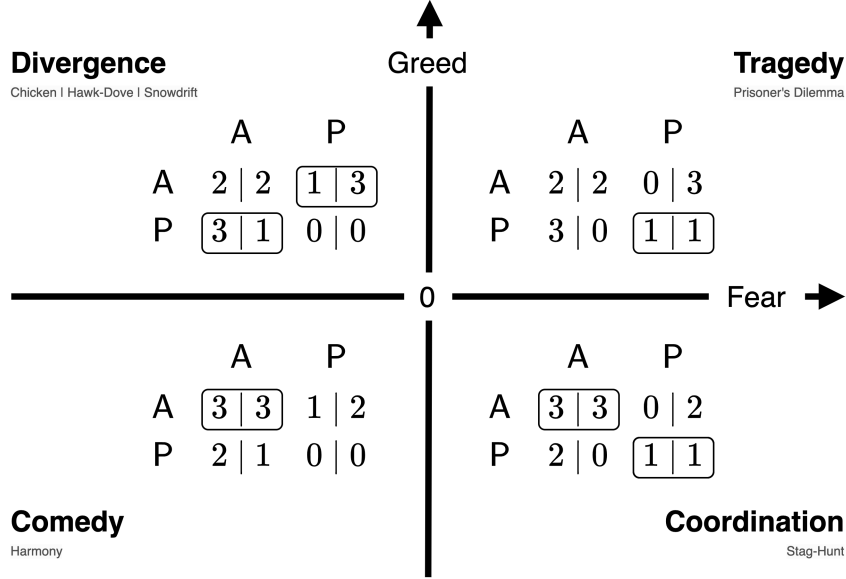 Divergence
Chicken | Hawk-Dove | Snowdrift
Greed
Tragedy
Prisoner's Dilemma
A P
A 2 | 2 1 | 3
P 3 | 1 0 | 0
A P
A 2 | 2 0 | 3
P 3 | 0 1 | 1
0
Fear
A P
A 3 | 3 1 | 2
P 2 | 1 0 | 0
A P
A 3 | 3 0 | 2
P 2 | 0 1 | 1
Comedy
Harmony
Coordination
Stag-Hunt